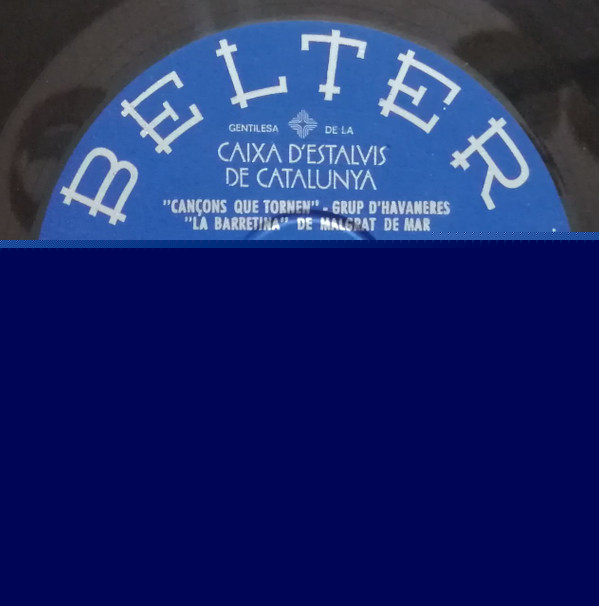 BELTER
GENTILESA DE LA
CAIXA D'ESTALVIS
DE CATALUNYA
"CANÇONS QUE TORNEN" - GRUP D'HAVANERES
"LA BARRETINA" DE MALGRAT DE MAR